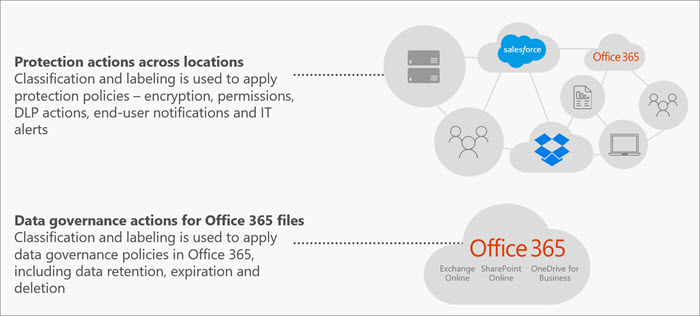 Protection actions across locations
Classification and labeling is used to apply
protection policies – encryption, permissions,
DLP actions, end-user notifications and IT
alerts
salesforce
Office 365
Data governance actions for Office 365 files
Classification and labeling is used to apply
data governance policies in Office 365,
including data retention, expiration and
deletion
Office 365
Exchange
Online
SharePoint
Online
OneDrive for
Business